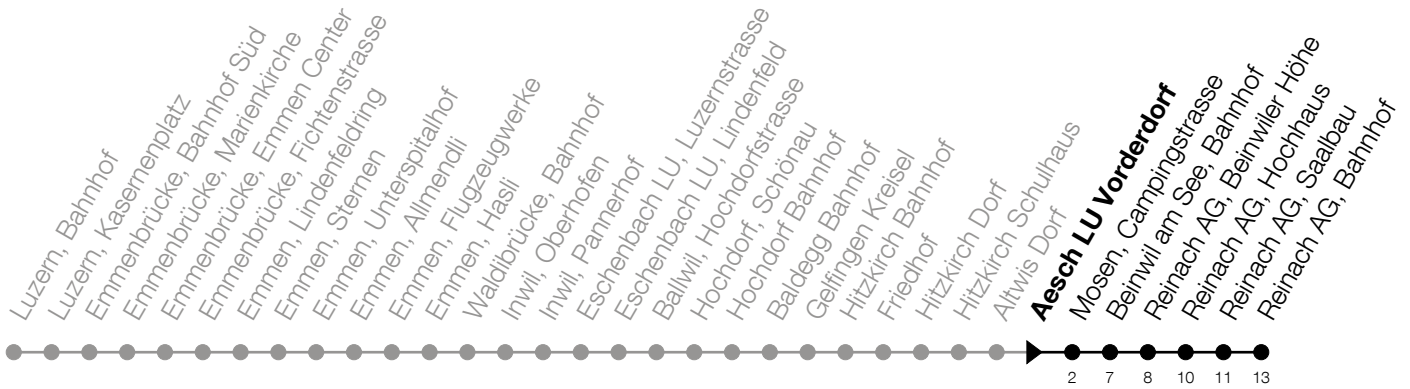 Luzern, Bahnhof
Luzern, Kasernenplatz
Emmenbrücke, Bahnhof Süd
Emmenbrücke, Marienkirche
Emmenbrücke, Emmen Center
Emmenbrücke, Fichtenstrasse
Emmen, Lindenfeldring
Emmen, Sternen
Emmen, Unterspitalhof
Emmen, Allmendli
Emmen, Flugzeugwerke
Emmen, Hasli
Waldibrücke, Bahnhof
Inwil, Oberhofen
Inwil, Pannerhof
Eschenbach LU, Luzernstrasse
Eschenbach LU, Lindenfeld
Ballwil, Hochdorfstrasse
Hochdorf, Schönau
Hochdorf Bahnhof
Baldegg Bahnhof
Gelfingen Kreisel
Hitzkirch Bahnhof
Friedhof
Hitzkirch Dorf
Hitzkirch Schulhaus
Altwis Dorf
Aesch LU Vorderdorf
Mosen, Campingstrasse
Beinwil am See, Bahnhof
Reinach AG, Beinwiler Höhe
Reinach AG, Hochhaus
Reinach AG, Saalbau
Reinach AG, Bahnhof
2 7 8 10 11 13